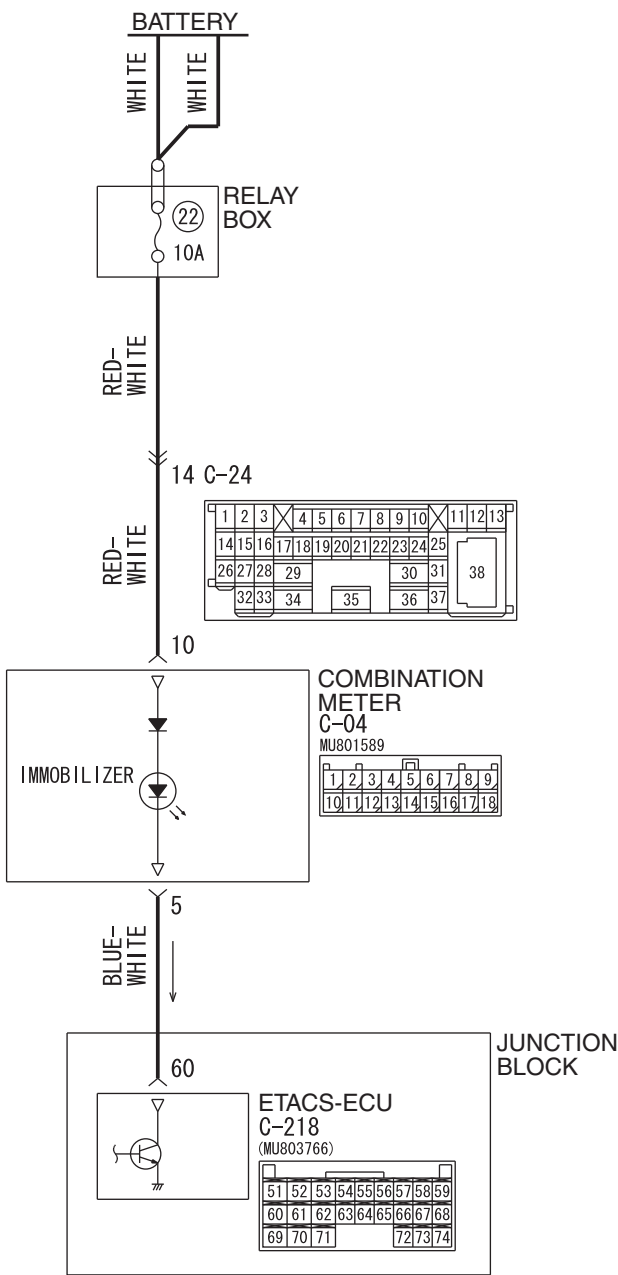 BATTERY
WHITE
WHITE
RELAY
BOX
22
10A
RED-
WHITE
14 C-24
1 2 3 4 5 6 7 8 9 10 11 12 13
14 15 16 17 18 19 20 21 22 23 24 25
26 27 28 29 30 31 38
32 33 34 35 36 37
RED-
WHITE
10
COMBINATION
METER
C-04
MU801589
1 2 3 4 5 6 7 8 9
10 11 12 13 14 15 16 17 18
IMMOBILIZER
5
BLUE-
WHITE
JUNCTION
BLOCK
60
ETACS-ECU
C-218
(MU803766)
51 52 53 54 55 56 57 58 59
60 61 62 63 64 65 66 67 68
69 70 71 72 73 74